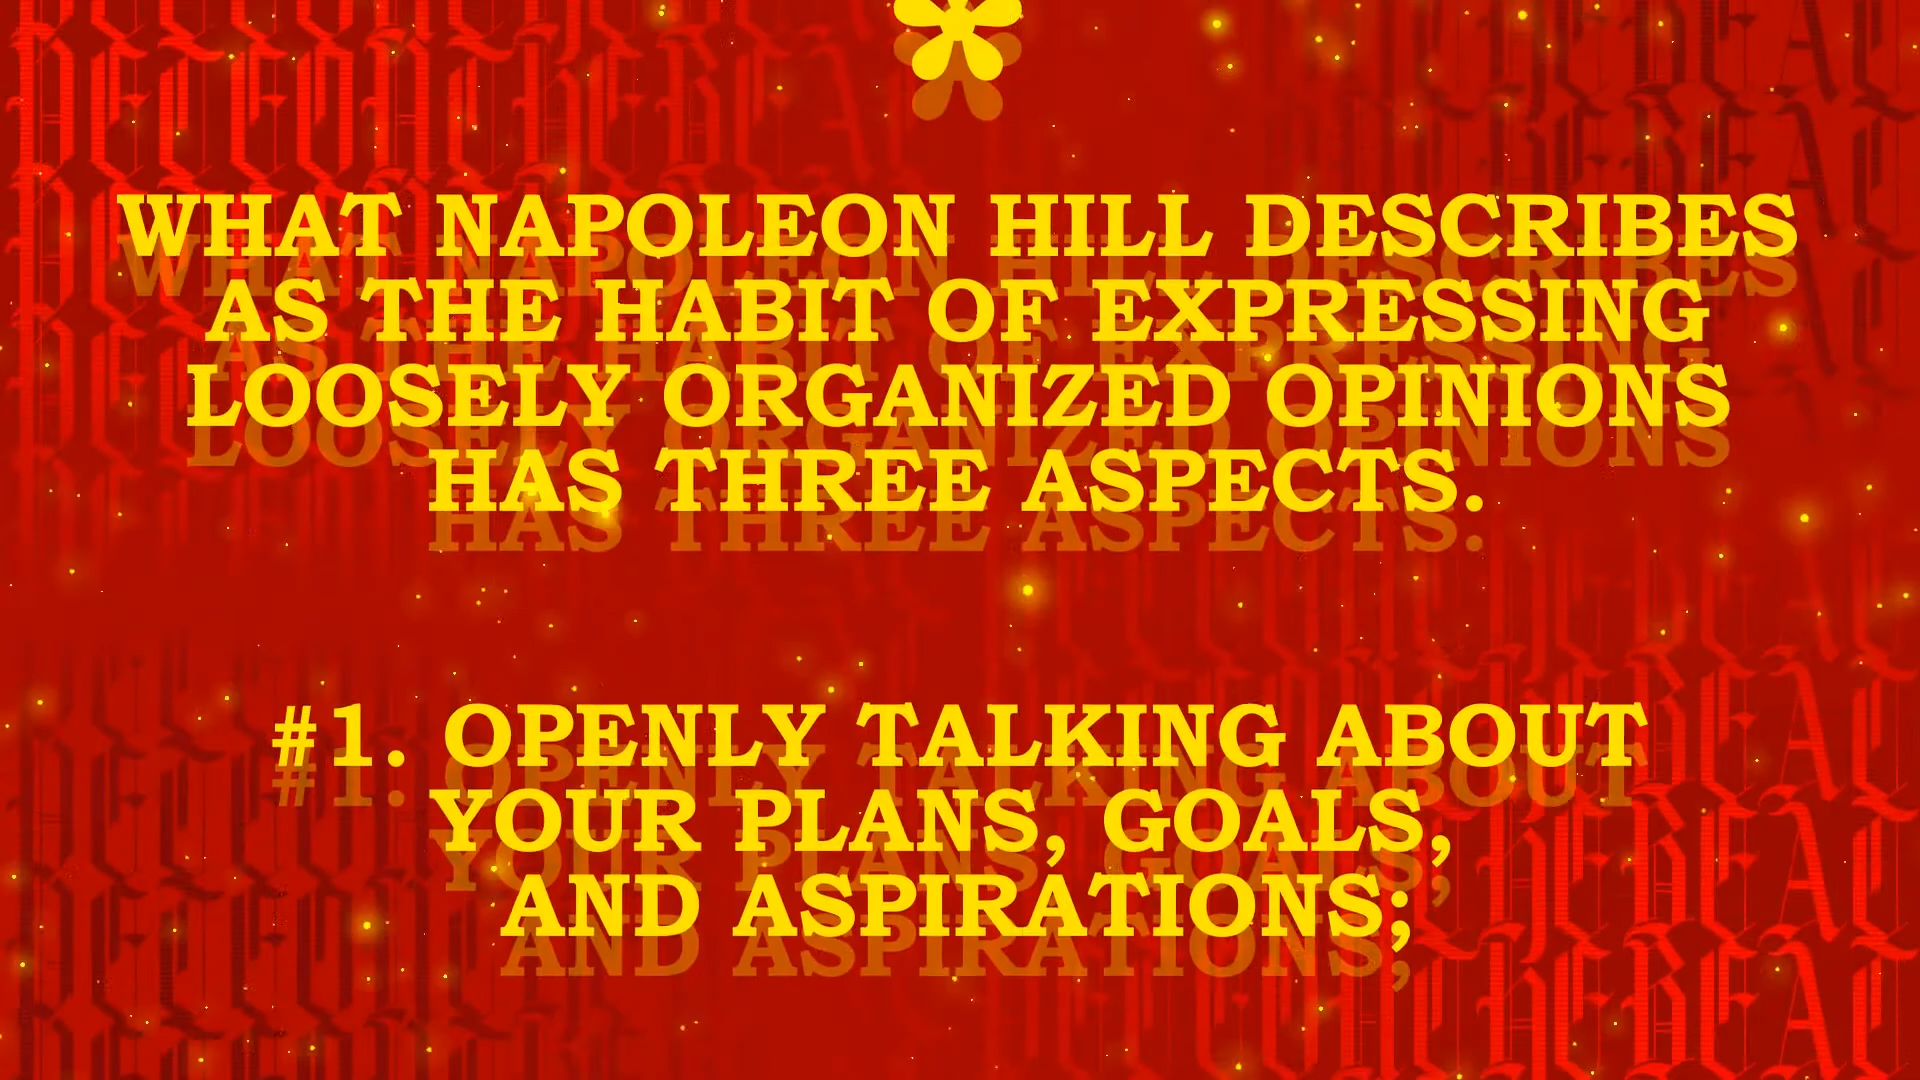 WHAT NAPOLEON HILL DESCRIBES
AS THE HABIT OF EXPRESSING
LOOSELY ORGANIZED OPINIONS
HAS THREE ASPECTS.
#1. OPENLY TALKING ABOUT
YOUR PLANS, GOALS,
AND ASPIRATIONS;